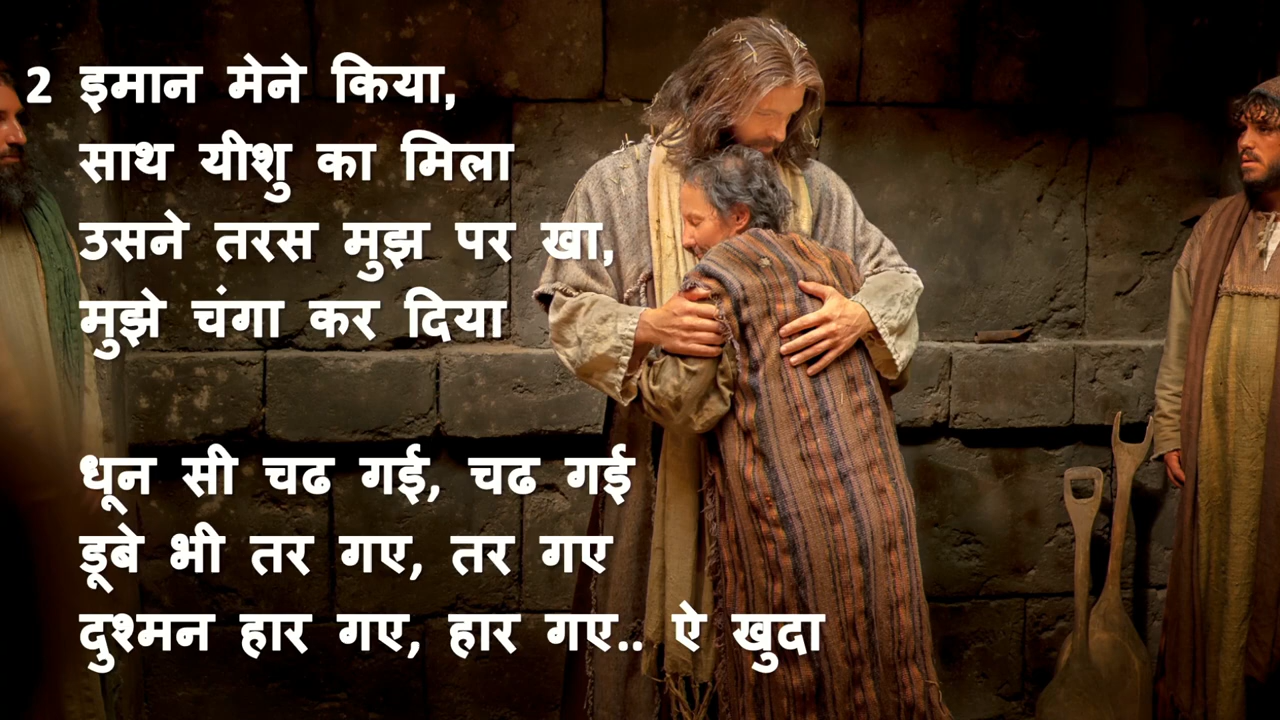 2 इमान मेने किया,
साथ यीशु का मिला
उसने तरस मुझ पर खा,
मुझे चंगा कर दिया
धून सी चढ गई, चढ गई
डूबे भी तर गए, तर गए
दुश्मन हार गए, हार गए.. ऐ खुदा